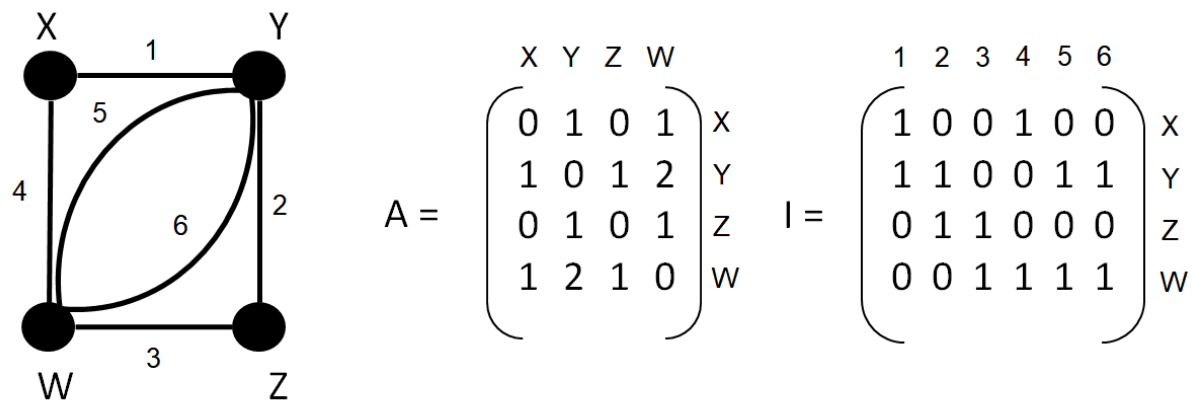 X Y
1
5
4
6
2
3
W Z
A =
X Y Z W
0 1 0 1 X
1 0 1 2 Y
0 1 0 1 Z
1 2 1 0 W
I =
1 2 3 4 5 6
1 0 0 1 0 0 X
1 1 0 0 1 1 Y
0 1 1 0 0 0 Z
0 0 1 1 1 1 W